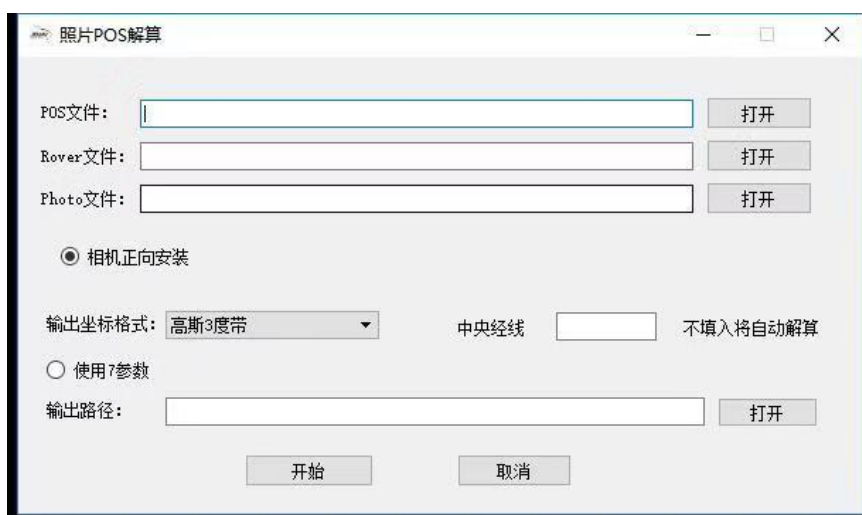 照片POS解算
POS文件： 打开
Rover文件： 打开
Photo文件： 打开
相机正向安装
输出坐标格式： 高斯3度带 中央经线 不填入将自动解算
使用7参数
输出路径： 打开
开始 取消